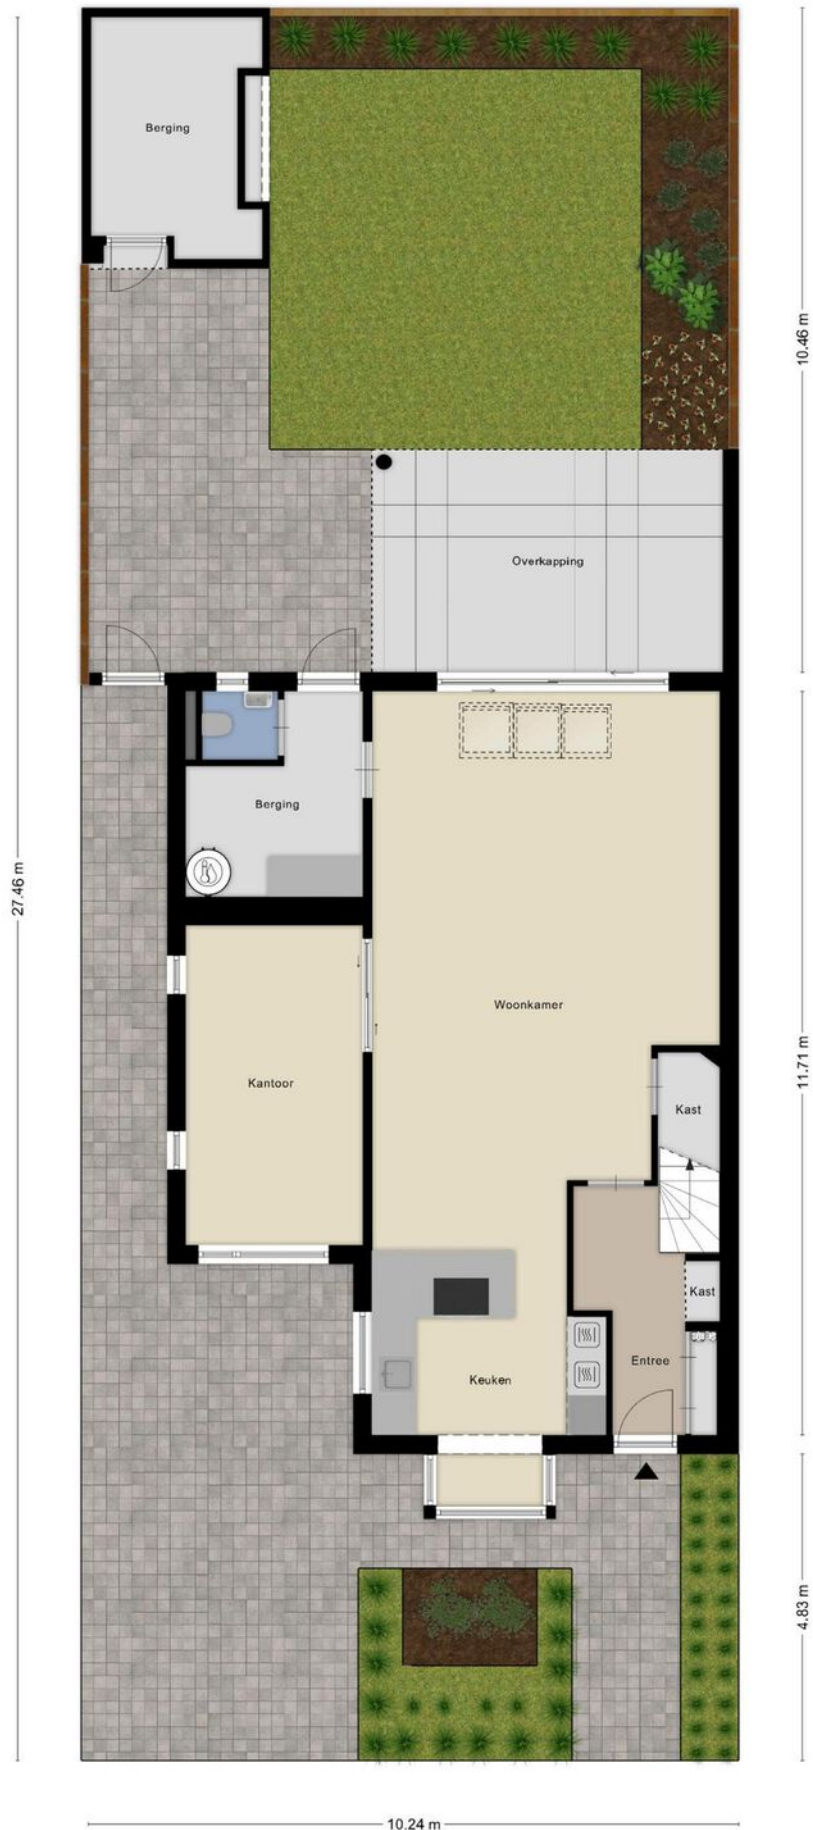 Berging
10.46 m
Overkapping
Berging
27.46 m
Woonkamer
11.71 m
Kantoor
Kast
Kast
Entree
Keuken
4.83 m
10.24 m